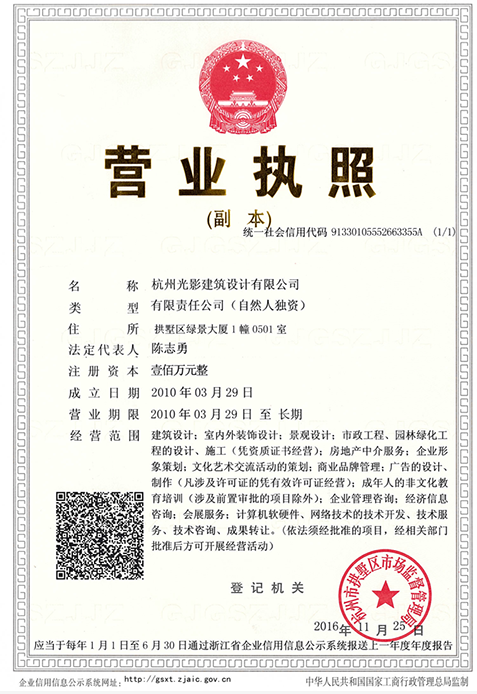 营业执照
(副 本)
统一社会信用代码 91330105552663355A (1/1)
名 称 杭州光影建筑设计有限公司
类 型 有限责任公司（自然人独资）
住 所 拱墅区绿景大厦1幢0501室
法定代表人 陈志勇
注册资本 壹佰万元整
成立日期 2010年03月29日
营业期限 2010年03月29日 至 长期
经营范围 建筑设计；室内外装饰设计；景观设计；市政工程、园林绿化工
程的设计、施工（凭资质证书经营）；房地产中介服务；企业形
象策划；文化艺术交流活动的策划；商业品牌管理；广告的设计、
制作（凡涉及许可证的凭有效许可证经营）；成年人的非文化教
育培训（涉及前置审批的项目除外）；企业管理咨询；经济信息
咨询；会展服务；计算机软硬件、网络技术的技术开发、技术服
务、技术咨询、成果转让。（依法须经批准的项目，经相关部门
批准后方可开展经营活动）
登记机关
杭州市拱墅区市场监督管理局
2016年 11月 25日
应当于每年1月1日至6月30日通过浙江省企业信用信息公示系统报送上一年度年度报告
企业信用信息公示系统网址：http://gsxt.zjaic.gov.cn 中华人民共和国国家工商行政管理总局监制